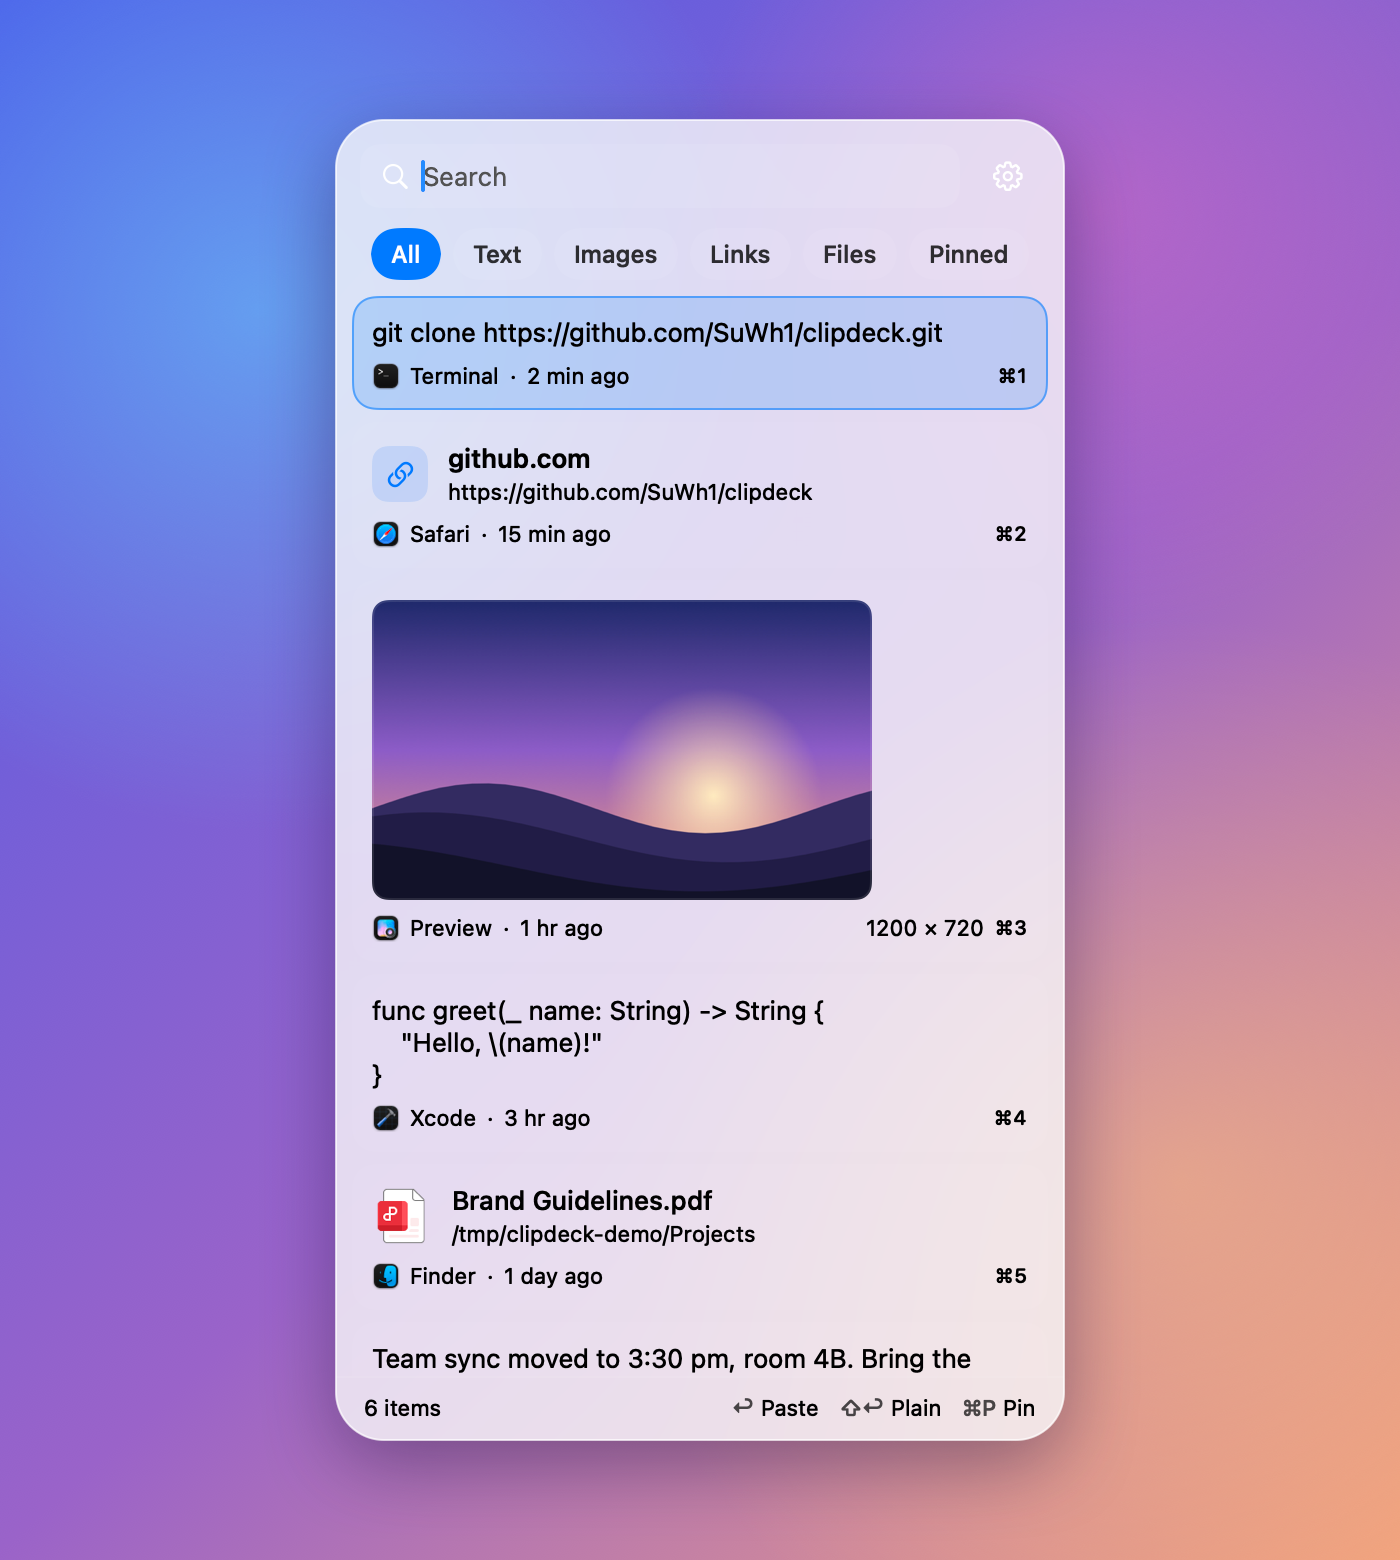 Search
All Text Images Links Files Pinned
git clone https://github.com/SuWh1/clipdeck.git
Terminal · 2 min ago ⌘1
github.com
https://github.com/SuWh1/clipdeck
Safari · 15 min ago ⌘2
Preview · 1 hr ago 1200 × 720 ⌘3
func greet(_ name: String) -> String {
    "Hello, \(name)!"
}
Xcode · 3 hr ago ⌘4
Brand Guidelines.pdf
/tmp/clipdeck-demo/Projects
Finder · 1 day ago ⌘5
Team sync moved to 3:30 pm, room 4B. Bring the
6 items ↩ Paste ⇧↩ Plain ⌘P Pin